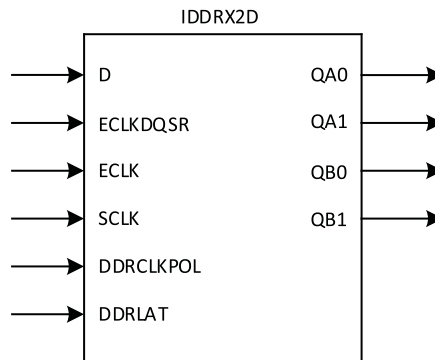 IDDRX2D
D
QA0
ECLKDQSR
QA1
ECLK
QB0
SCLK
QB1
DDRCLKPOL
DDRLAT